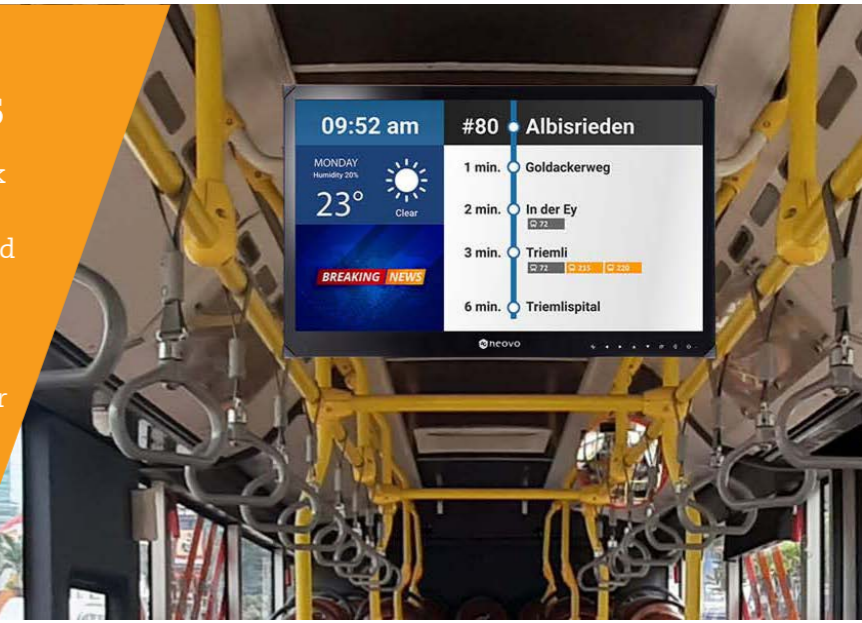 S
k
d
r
09:52 am
MONDAY
Humidity 20%
23°
Clear
BREAKING NEWS
#80 Albisrieden
1 min. Goldackerweg
2 min. In der Ey
72
3 min. Triemli
72 215 220
6 min. Triemlispital
neovo